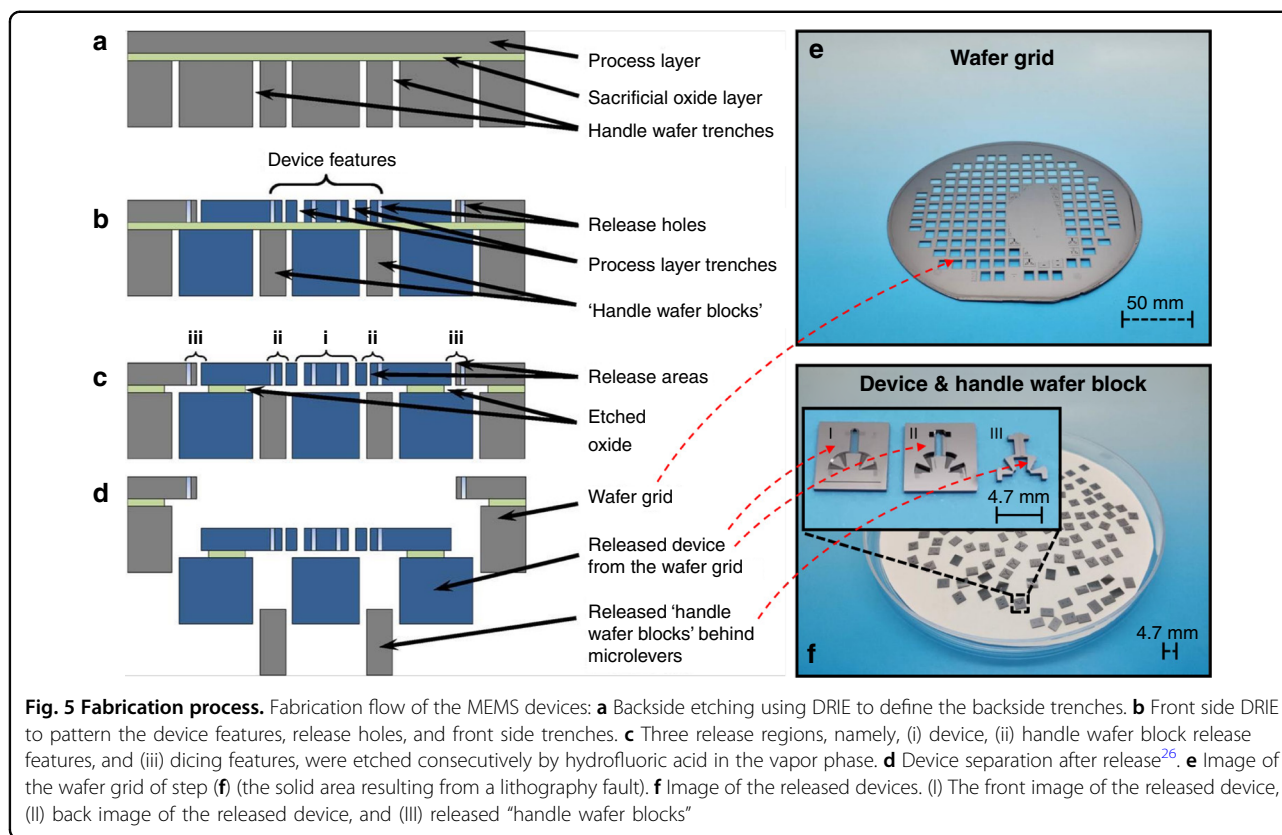 a
Process layer
Sacrificial oxide layer
Handle wafer trenches
Device features
b
Release holes
Process layer trenches
‘Handle wafer blocks’
iii
ii
i
ii
iii
c
Release areas
Etched
oxide
d
Wafer grid
Released device
from the wafer grid
Released ‘handle
wafer blocks’ behind
microlevers
e
Wafer grid
50 mm
Device & handle wafer block
I
II
III
4.7 mm
4.7 mm
f
Fig. 5 Fabrication process. Fabrication flow of the MEMS devices: a Backside etching using DRIE to define the backside trenches. b Front side DRIE
to pattern the device features, release holes, and front side trenches. c Three release regions, namely, (i) device, (ii) handle wafer block release
features, and (iii) dicing features, were etched consecutively by hydrofluoric acid in the vapor phase. d Device separation after release26. e Image of
the wafer grid of step (f) (the solid area resulting from a lithography fault). f Image of the released devices. (I) The front image of the released device,
(II) back image of the released device, and (III) released “handle wafer blocks”